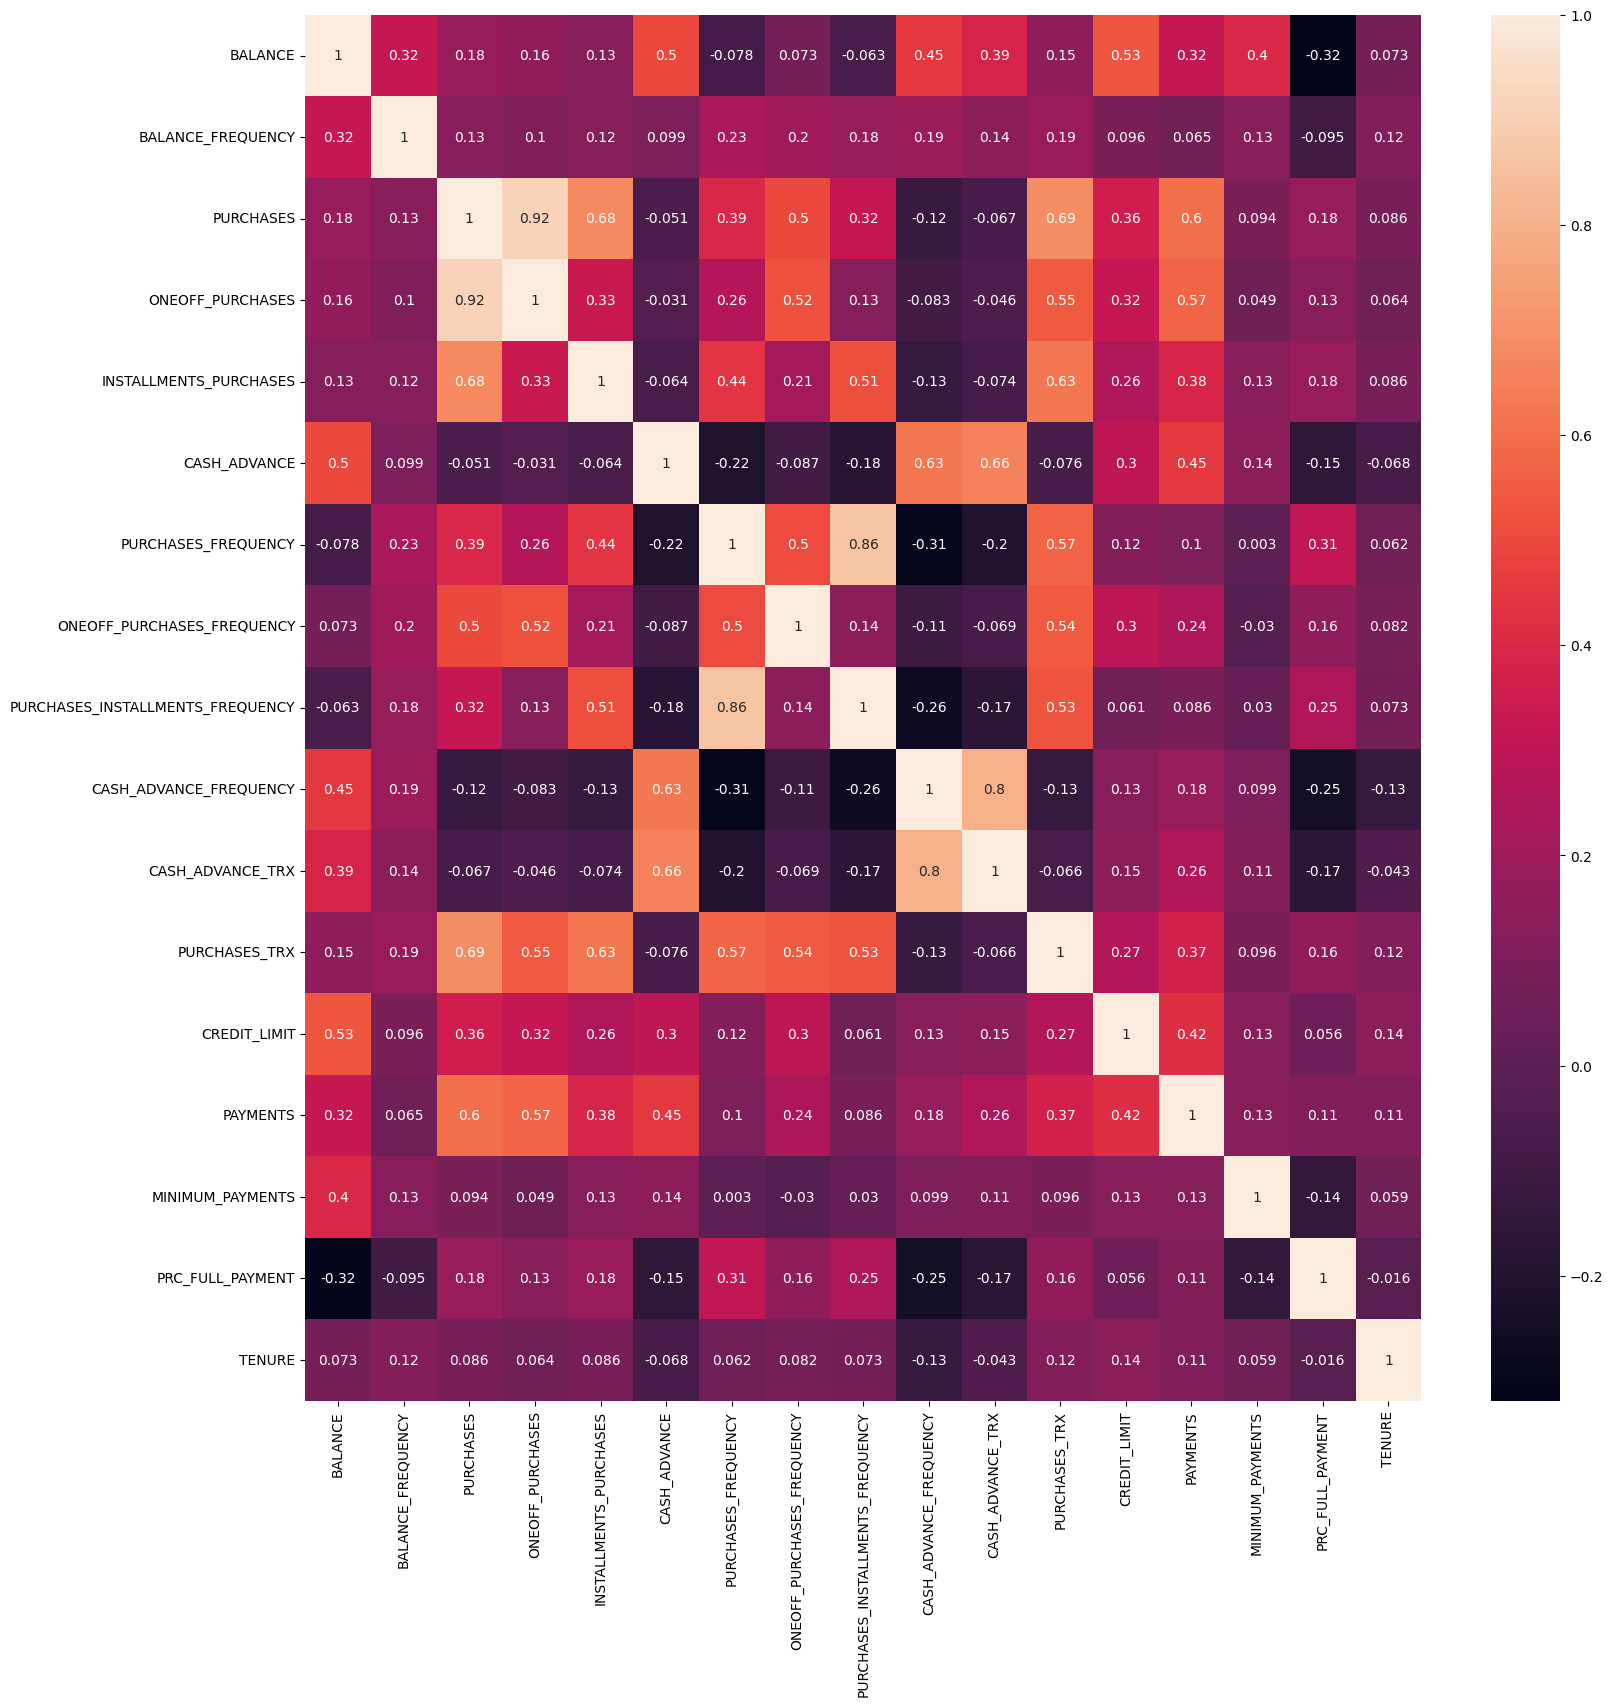 BALANCE 1 0.32 0.18 0.16 0.13 0.5 -0.078 0.073 -0.063 0.45 0.39 0.15 0.53 0.32 0.4 -0.32 0.073
BALANCE_FREQUENCY 0.32 1 0.13 0.1 0.12 0.099 0.23 0.2 0.18 0.19 0.14 0.19 0.096 0.065 0.13 -0.095 0.12
PURCHASES 0.18 0.13 1 0.92 0.68 -0.051 0.39 0.5 0.32 -0.12 -0.067 0.69 0.36 0.6 0.094 0.18 0.086
ONEOFF_PURCHASES 0.16 0.1 0.92 1 0.33 -0.031 0.26 0.52 0.13 -0.083 -0.046 0.55 0.32 0.57 0.049 0.13 0.064
INSTALLMENTS_PURCHASES 0.13 0.12 0.68 0.33 1 -0.064 0.44 0.21 0.51 -0.13 -0.074 0.63 0.26 0.38 0.13 0.18 0.086
CASH_ADVANCE 0.5 0.099 -0.051 -0.031 -0.064 1 -0.22 -0.087 -0.18 0.63 0.66 -0.076 0.3 0.45 0.14 -0.15 -0.068
PURCHASES_FREQUENCY -0.078 0.23 0.39 0.26 0.44 -0.22 1 0.5 0.86 -0.31 -0.2 0.57 0.12 0.1 0.003 0.31 0.062
ONEOFF_PURCHASES_FREQUENCY 0.073 0.2 0.5 0.52 0.21 -0.087 0.5 1 0.14 -0.11 -0.069 0.54 0.3 0.24 -0.03 0.16 0.082
PURCHASES_INSTALLMENTS_FREQUENCY -0.063 0.18 0.32 0.13 0.51 -0.18 0.86 0.14 1 -0.26 -0.17 0.53 0.061 0.086 0.03 0.25 0.073
CASH_ADVANCE_FREQUENCY 0.45 0.19 -0.12 -0.083 -0.13 0.63 -0.31 -0.11 -0.26 1 0.8 -0.13 0.13 0.18 0.099 -0.25 -0.13
CASH_ADVANCE_TRX 0.39 0.14 -0.067 -0.046 -0.074 0.66 -0.2 -0.069 -0.17 0.8 1 -0.066 0.15 0.26 0.11 -0.17 -0.043
PURCHASES_TRX 0.15 0.19 0.69 0.55 0.63 -0.076 0.57 0.54 0.53 -0.13 -0.066 1 0.27 0.37 0.096 0.16 0.12
CREDIT_LIMIT 0.53 0.096 0.36 0.32 0.26 0.3 0.12 0.3 0.061 0.13 0.15 0.27 1 0.42 0.13 0.056 0.14
PAYMENTS 0.32 0.065 0.6 0.57 0.38 0.45 0.1 0.24 0.086 0.18 0.26 0.37 0.42 1 0.13 0.11 0.11
MINIMUM_PAYMENTS 0.4 0.13 0.094 0.049 0.13 0.14 0.003 -0.03 0.03 0.099 0.11 0.096 0.13 0.13 1 -0.14 0.059
PRC_FULL_PAYMENT -0.32 -0.095 0.18 0.13 0.18 -0.15 0.31 0.16 0.25 -0.25 -0.17 0.16 0.056 0.11 -0.14 1 -0.016
TENURE 0.073 0.12 0.086 0.064 0.086 -0.068 0.062 0.082 0.073 -0.13 -0.043 0.12 0.14 0.11 0.059 -0.016 1
BALANCE
BALANCE_FREQUENCY
PURCHASES
ONEOFF_PURCHASES
INSTALLMENTS_PURCHASES
CASH_ADVANCE
PURCHASES_FREQUENCY
ONEOFF_PURCHASES_FREQUENCY
PURCHASES_INSTALLMENTS_FREQUENCY
CASH_ADVANCE_FREQUENCY
CASH_ADVANCE_TRX
PURCHASES_TRX
CREDIT_LIMIT
PAYMENTS
MINIMUM_PAYMENTS
PRC_FULL_PAYMENT
TENURE
1.0
0.8
0.6
0.4
0.2
0.0
−0.2